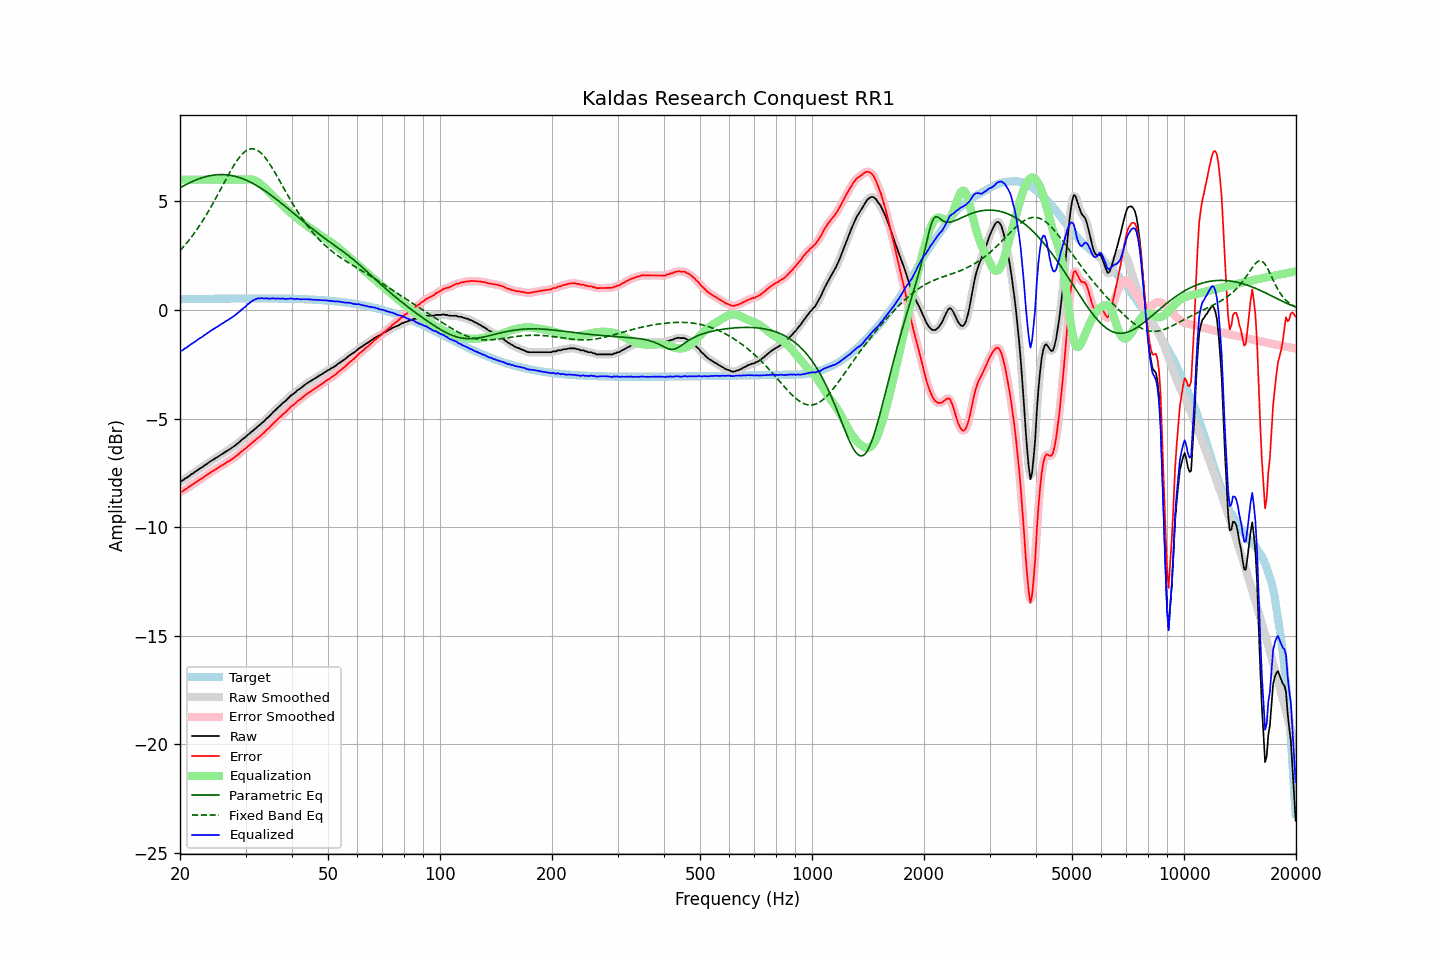 Kaldas Research Conquest RR1
Amplitude (dBr)
5
0
−5
−10
−15
−20
−25
Target
Raw Smoothed
Error Smoothed
Raw
Error
Equalization
Parametric Eq
Fixed Band Eq
Equalized
20 50 100 200 500 1000 2000 5000 10000 20000
Frequency (Hz)